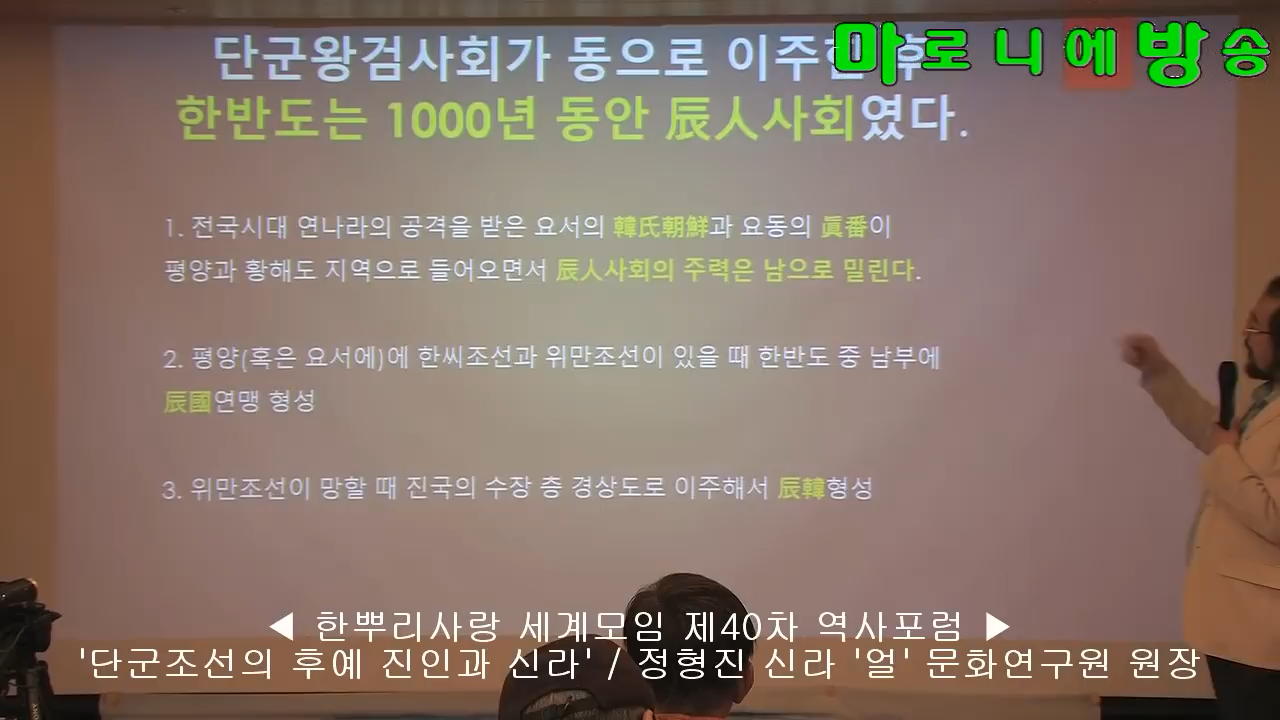 단군왕검사회가 동으로 이주한 후
마로니에방송
한반도는 1000년 동안 辰人사회였다.
1. 전국시대 연나라의 공격을 받은 요서의 韓氏朝鮮과 요동의 眞番이
평양과 황해도 지역으로 들어오면서 辰人사회의 주력은 남으로 밀린다.
2. 평양(혹은 요서에)에 한씨조선과 위만조선이 있을 때 한반도 중 남부에
辰國연맹 형성
3. 위만조선이 망할 때 진국의 수장 층 경상도로 이주해서 辰韓형성
◀ 한뿌리사랑 세계모임 제40차 역사포럼 ▶
'단군조선의 후예 진인과 신라' / 정형진 신라 '얼' 문화연구원 원장